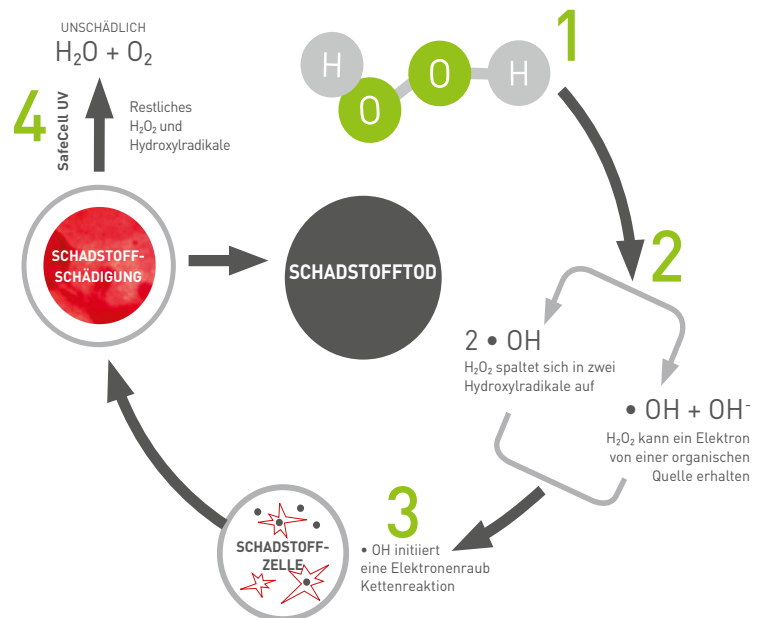 1
H
O
O
H
2
2 • OH
H₂O₂ spaltet sich in zwei
Hydroxylradikale auf
• OH + OH⁻
H₂O₂ kann ein Elektron
von einer organischen
Quelle erhalten
3
• OH initiiert
eine Elektronenraub
Kettenreaktion
SCHADSTOFF-
ZELLE
SCHADSTOFF-
SCHÄDIGUNG
SCHADSTOFFTOD
4
SafeCell UV
Restliches
H₂O₂ und
Hydroxylradikale
UNSCHÄDLICH
H₂O + O₂